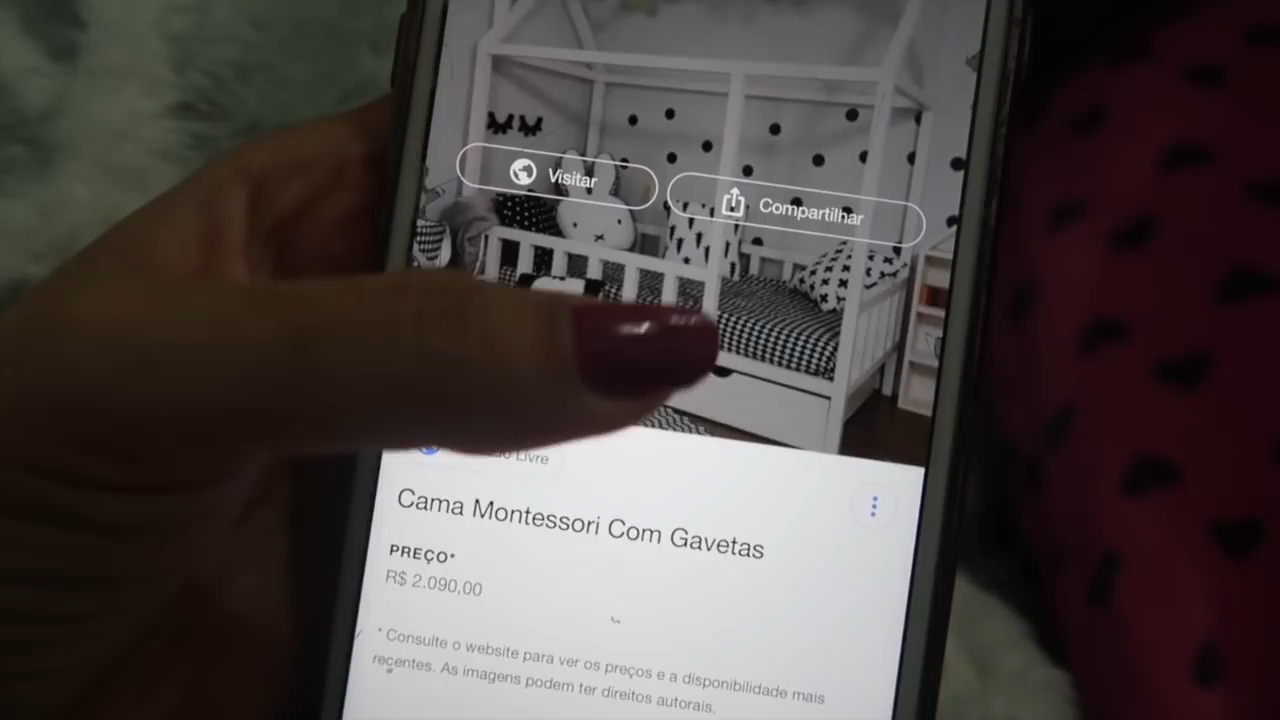 Visitar
Compartilhar
Livre
Cama Montessori Com Gavetas
PREÇO*
R$ 2.090,00
* Consulte o website para ver os preços e a disponibilidade mais
recentes. As imagens podem ter direitos autorais.